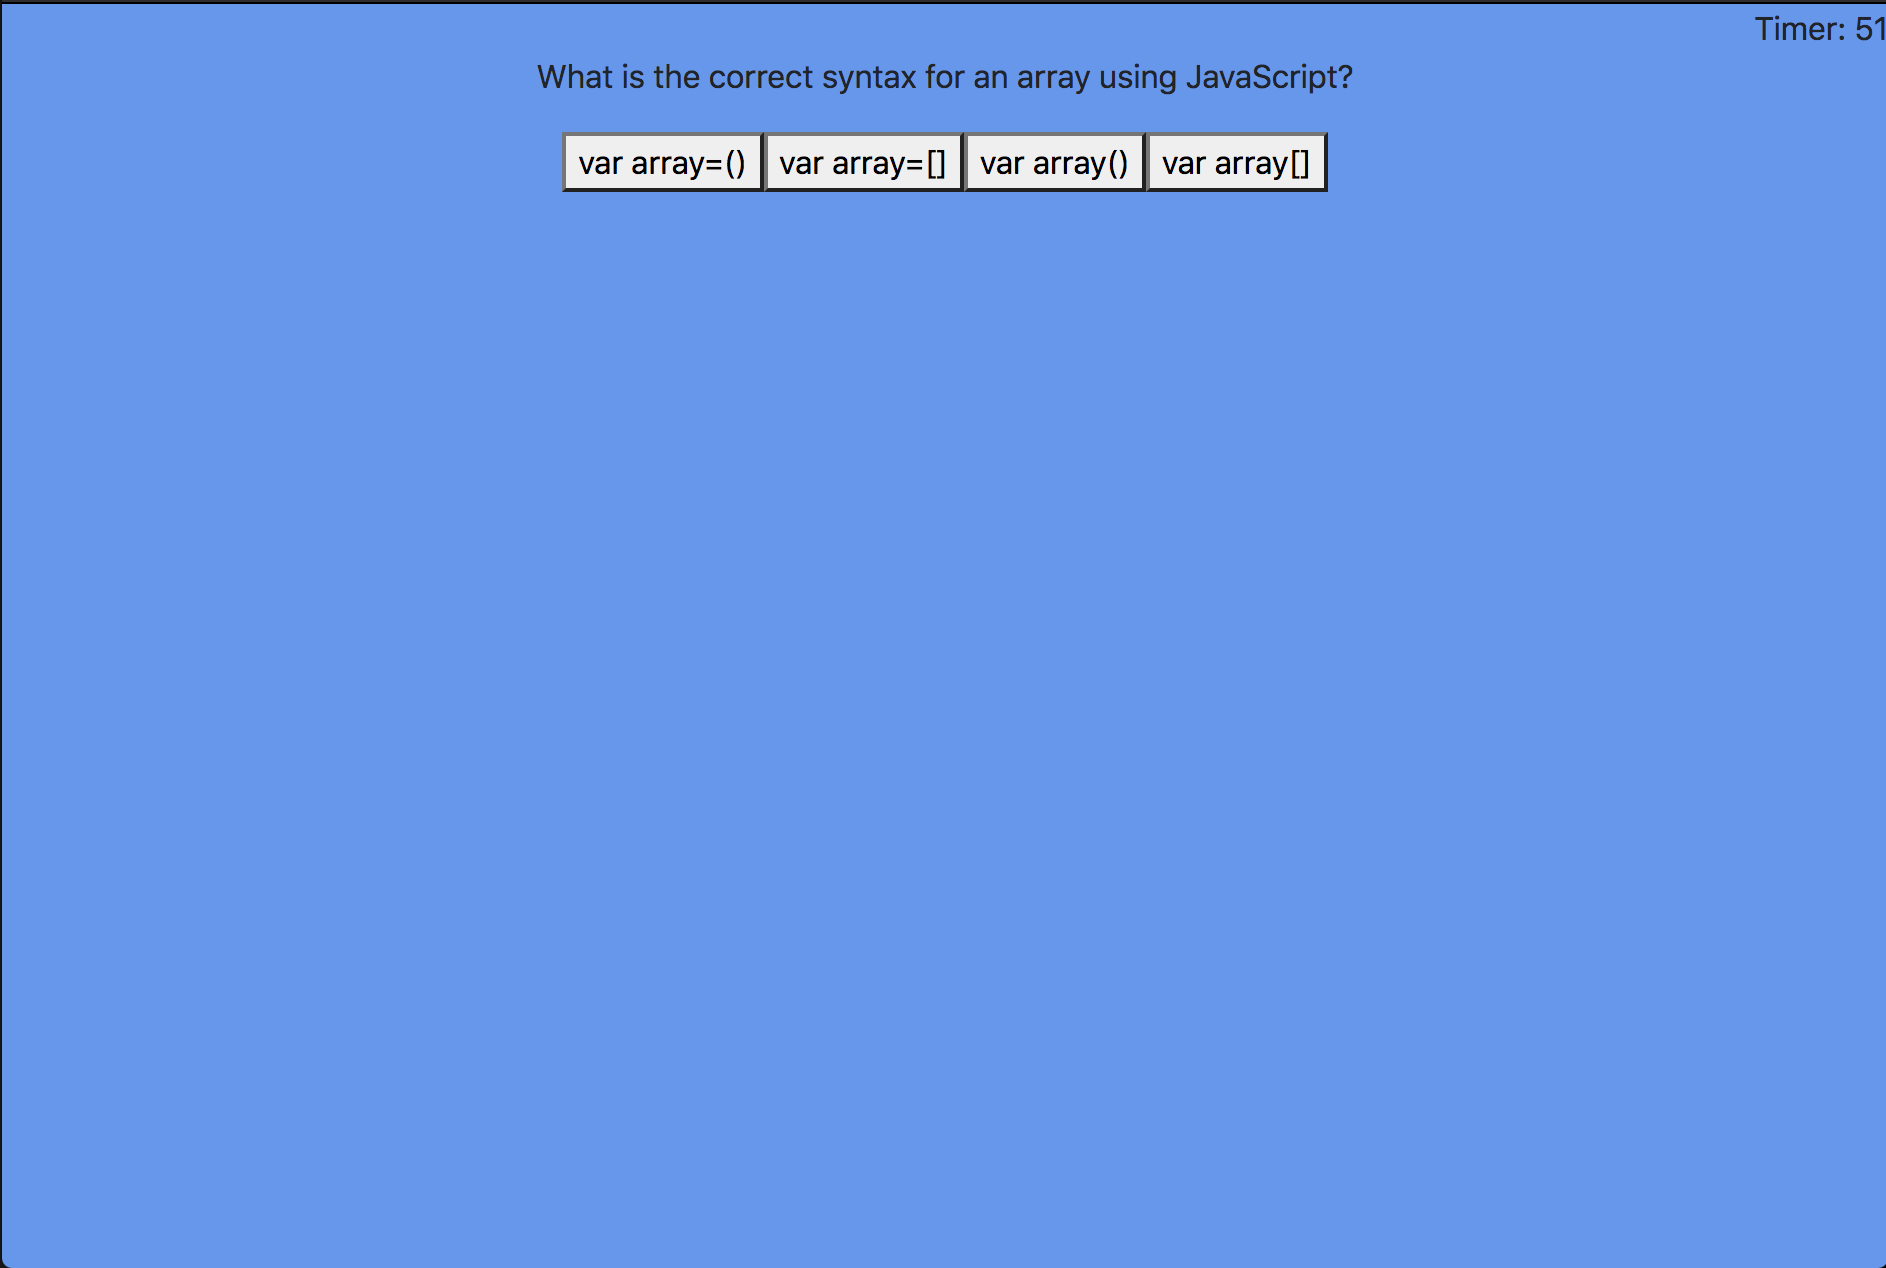 Timer: 51
What is the correct syntax for an array using JavaScript?
var array=() var array=[] var array() var array[]